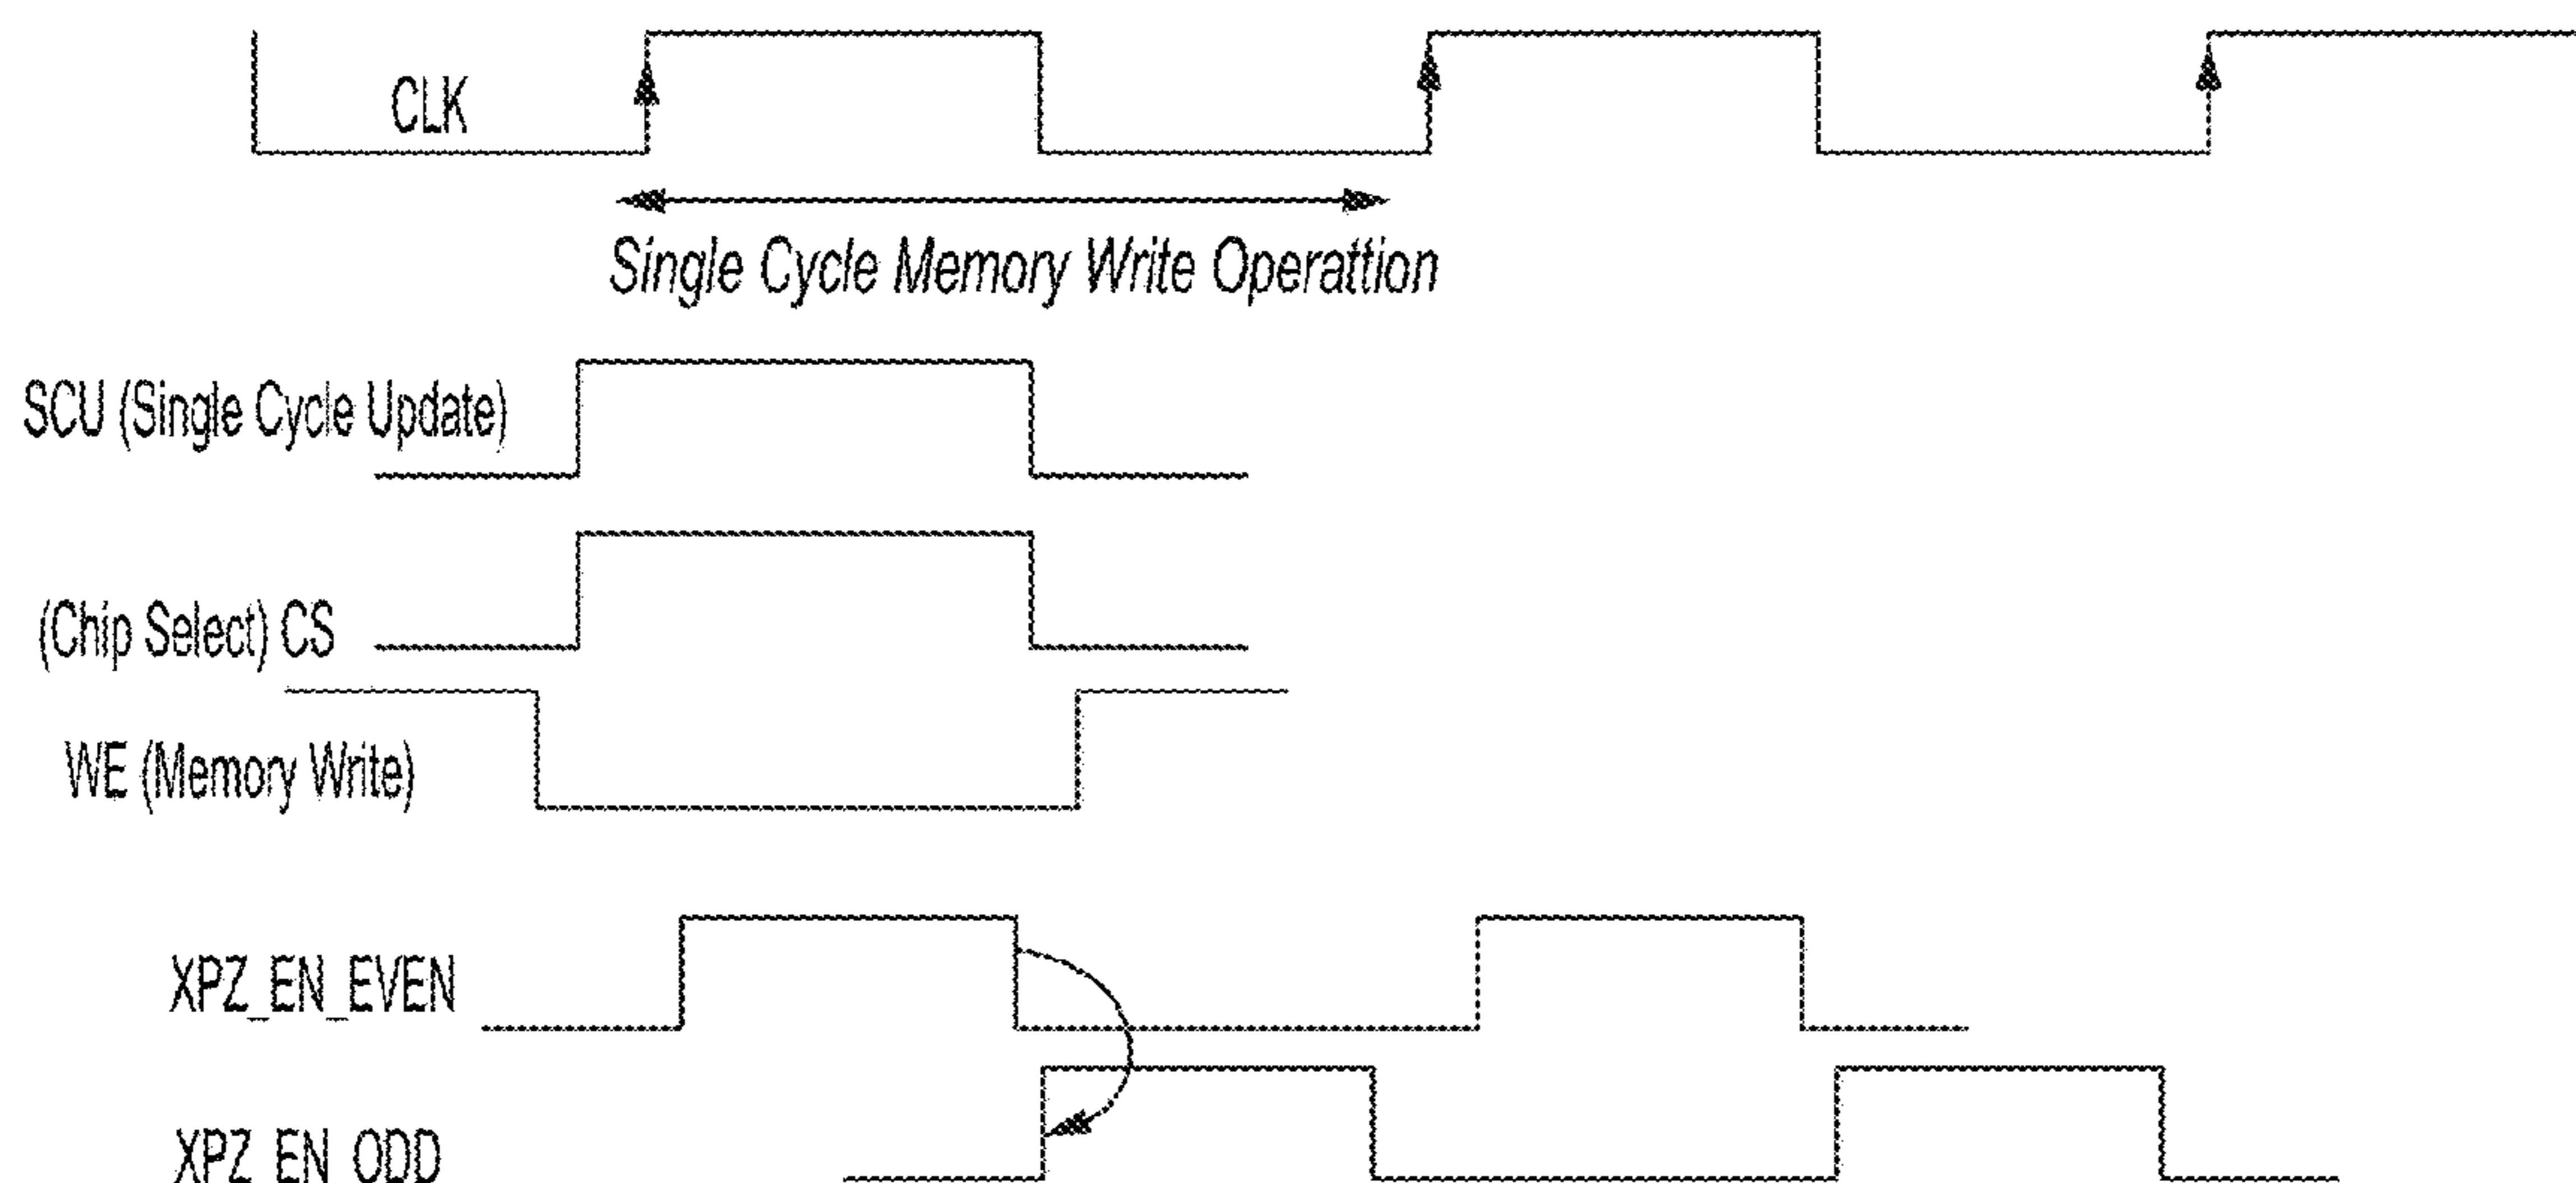 CLK
Single Cycle Memory Write Operattion
SCU (Single Cycle Update)
(Chip Select) CS
WE (Memory Write)
XPZ_EN_EVEN
XPZ_EN_ODD